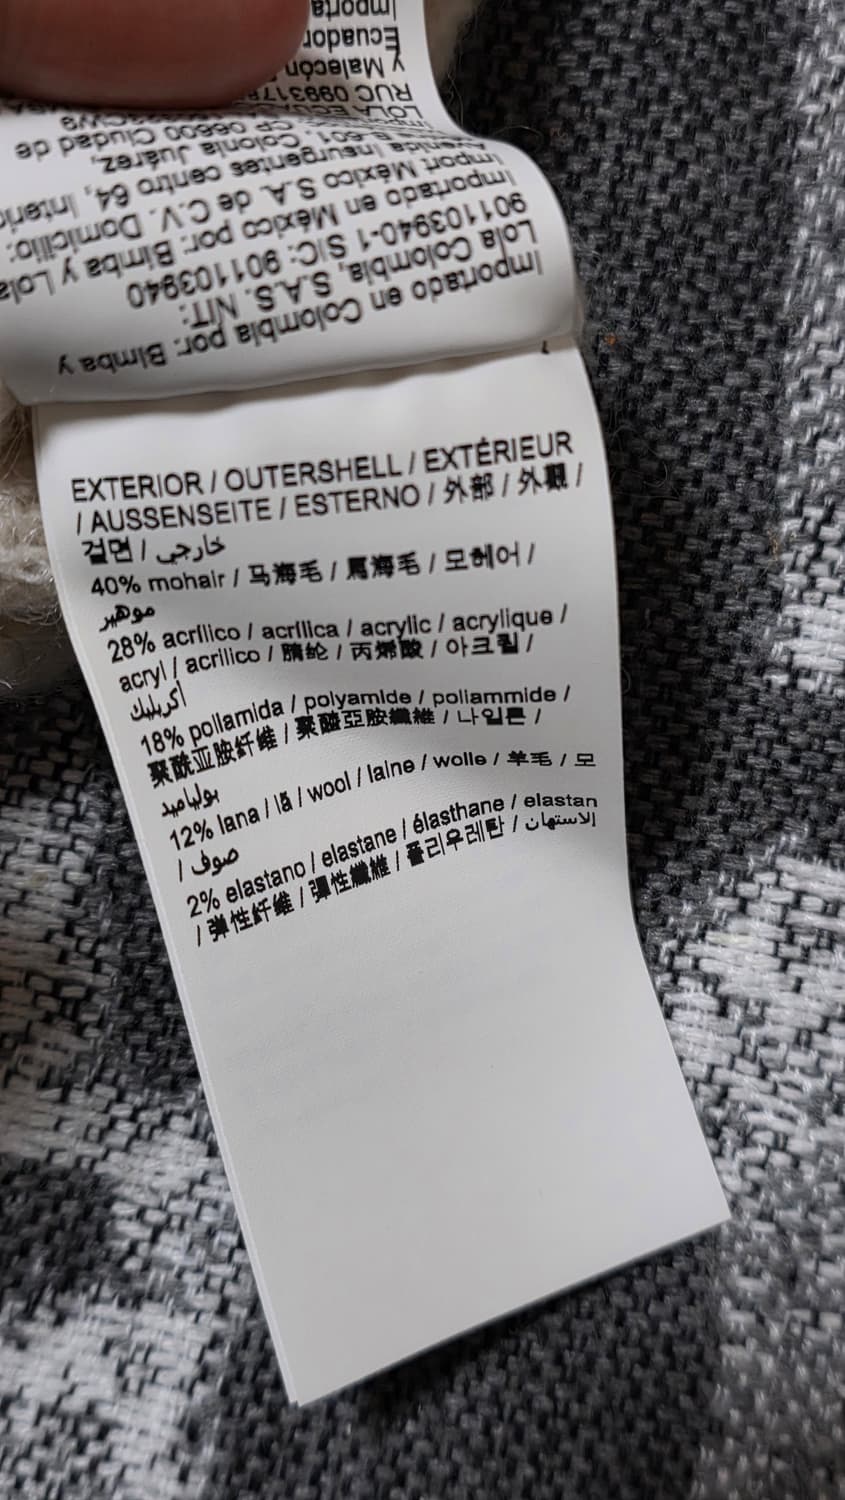 Importado en Colombia por: Bimba y
Lola Colombia, S.A.S. NIT:
901103940-1 SIC: 901103940
Importado en México por: Bimba y Lola
Import México S.A. de C.V. Domicilio:
Avenida Insurgentes centro 64, Interior
Colonia Juárez,
CP 06600 Ciudad de
RUC
y Malecón
Ecuador
EXTERIOR / OUTERSHELL / EXTÉRIEUR
/ AUSSENSEITE / ESTERNO / 外部 / 外觀 /
겉면 / خارجي
40% mohair / 马海毛 / 馬海毛 / 모헤어 /
موهير
28% acrílico / acrílica / acrylic / acrylique /
acryl / acrilico / 腈纶 / 丙烯酸 / 아크릴 /
أكريليك
18% poliamida / polyamide / poliammide /
聚酰亚胺纤维 / 聚醯亞胺纖維 / 나일론 /
بولياميد
12% lana / lã / wool / laine / wolle / 羊毛 / 모
/ صوف
2% elastano / elastane / élasthane / elastan
/ 弹性纤维 / 彈性纖維 / 폴리우레탄 / الاستهان